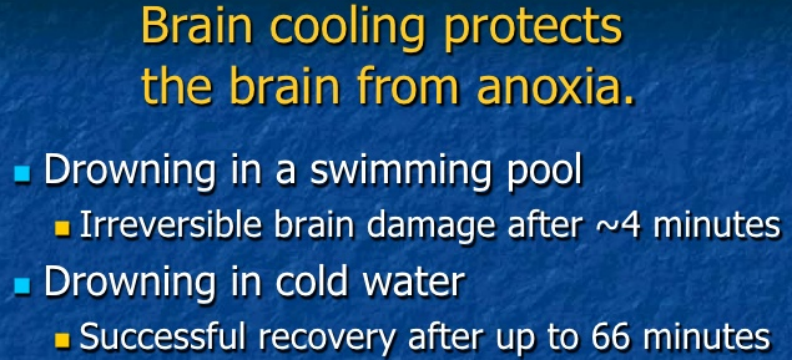 Brain cooling protects
the brain from anoxia.
Drowning in a swimming pool
Irreversible brain damage after ~4 minutes
Drowning in cold water
Successful recovery after up to 66 minutes